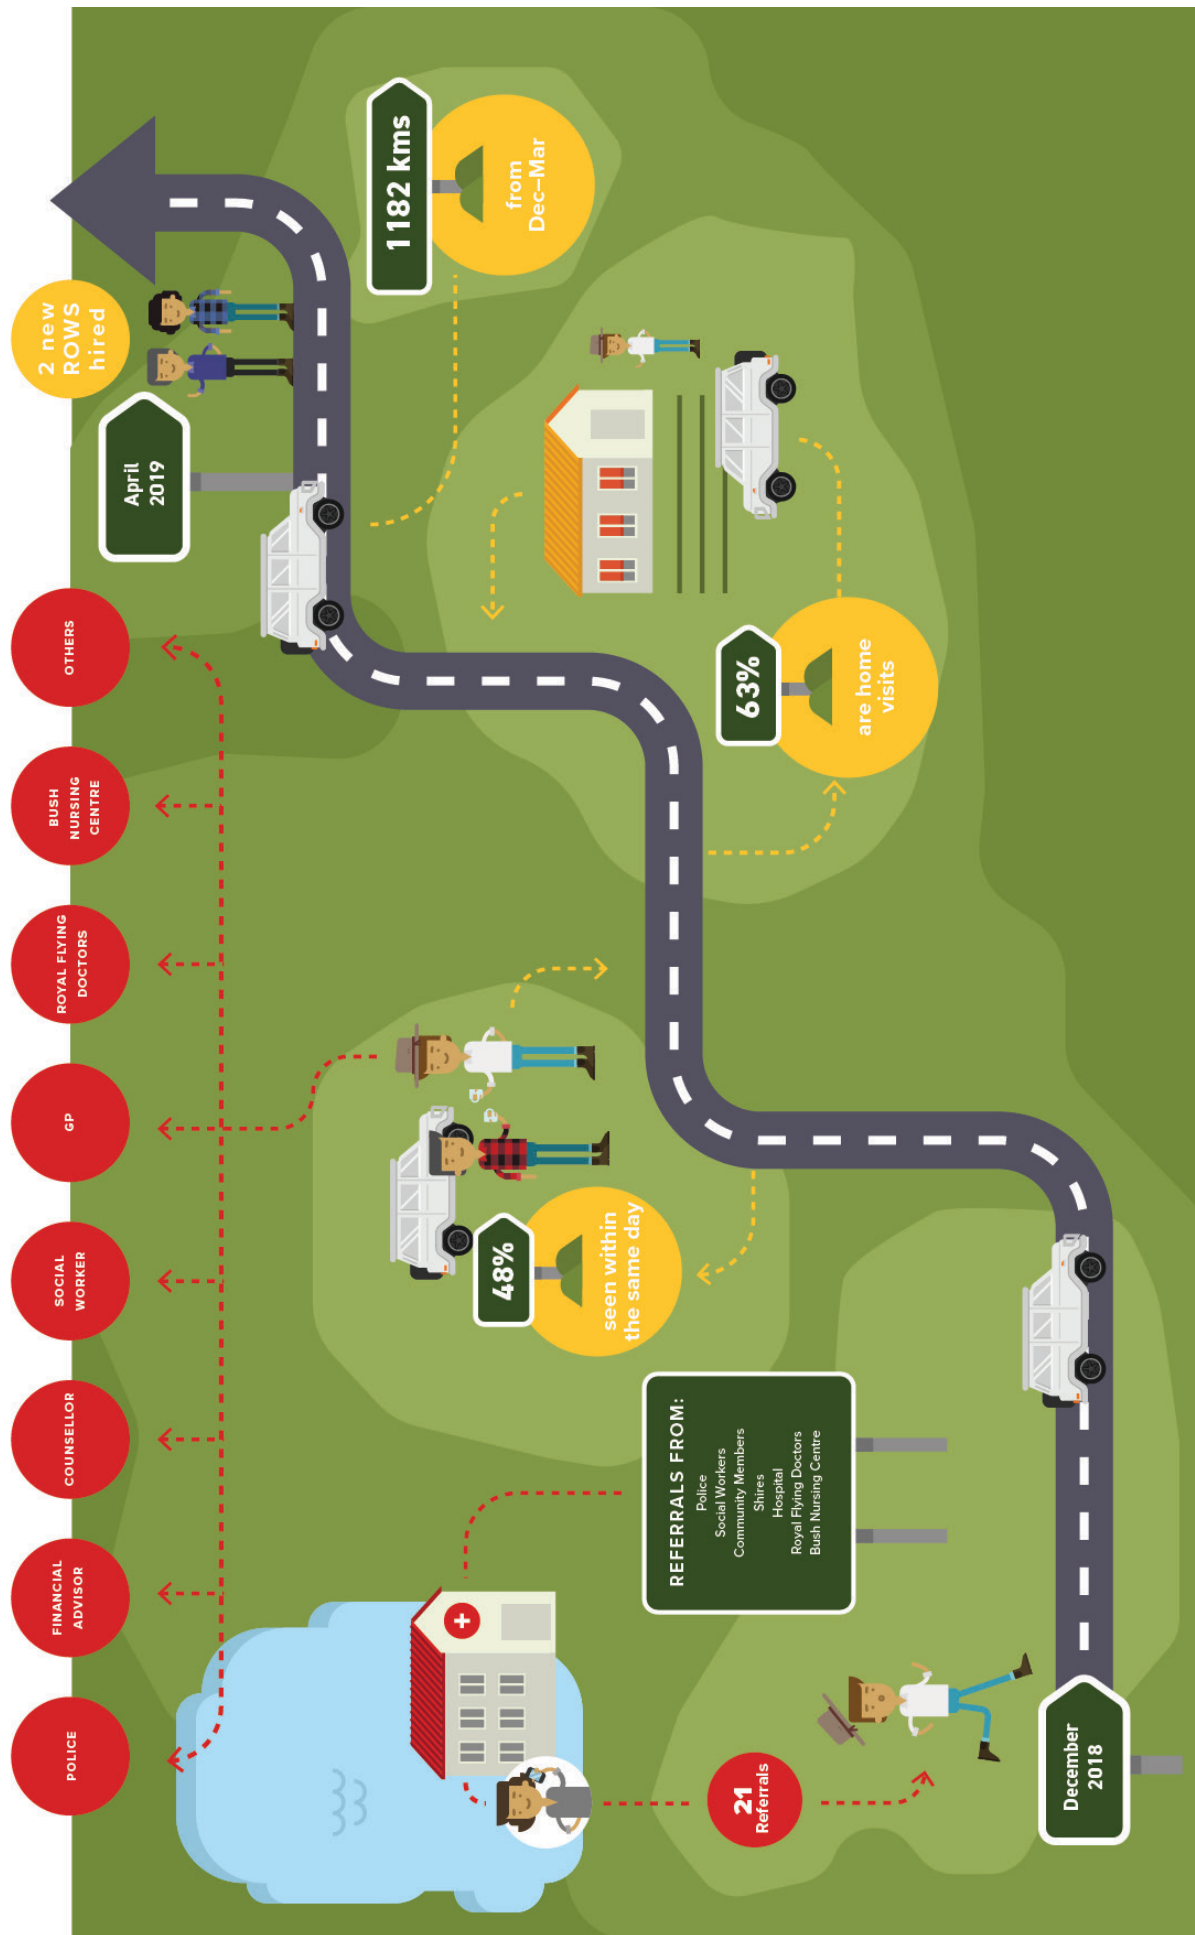 POLICE
FINANCIAL
ADVISOR
COUNSELLOR
SOCIAL
WORKER
GP
ROYAL FLYING
DOCTORS
BUSH
NURSING
CENTRE
OTHERS
2 new
ROWS
hired
April
2019
1182 kms
from
Dec–Mar
48%
seen within
the same day
63%
are home
visits
REFERRALS FROM:
Police
Social Workers
Community Members
Shires
Hospital
Royal Flying Doctors
Bush Nursing Centre
21
Referrals
December
2018